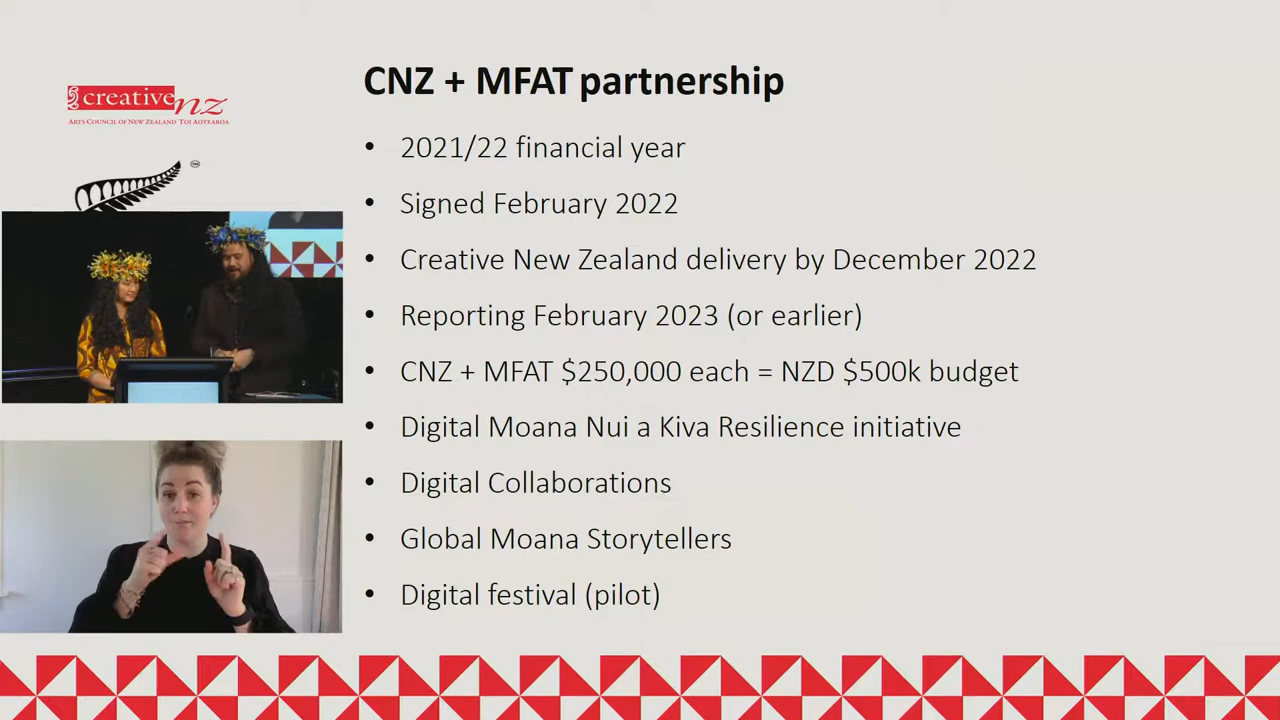 creative nz
ARTS COUNCIL OF NEW ZEALAND TOI AOTEAROA
CNZ + MFAT partnership
• 2021/22 financial year
• Signed February 2022
• Creative New Zealand delivery by December 2022
• Reporting February 2023 (or earlier)
• CNZ + MFAT $250,000 each = NZD $500k budget
• Digital Moana Nui a Kiva Resilience initiative
• Digital Collaborations
• Global Moana Storytellers
• Digital festival (pilot)